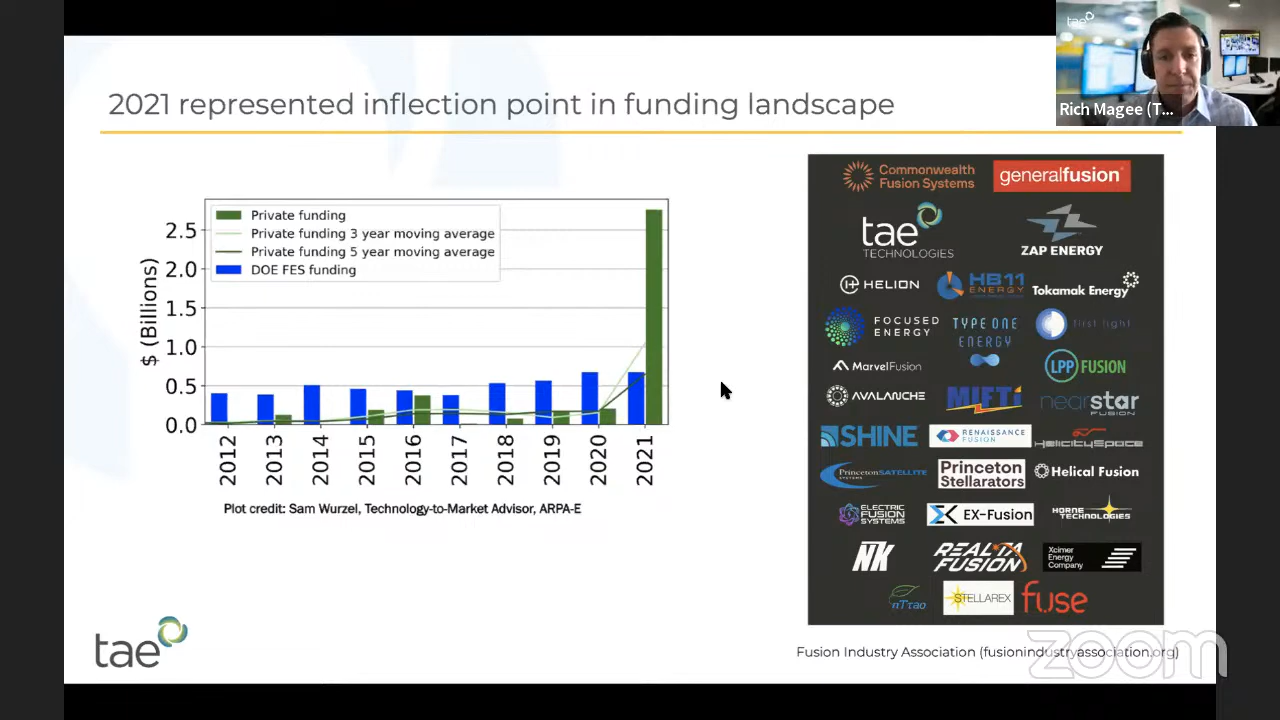 tae
Rich Magee (T...
2021 represented inflection point in funding landscape
$ (Billions)
2.5
2.0
1.5
1.0
0.5
0.0
Private funding
Private funding 3 year moving average
Private funding 5 year moving average
DOE FES funding
2012
2013
2014
2015
2016
2017
2018
2019
2020
2021
Plot credit: Sam Wurzel, Technology-to-Market Advisor, ARPA-E
Commonwealth
Fusion Systems
generalfusion
tae
TECHNOLOGIES
ZAP ENERGY
HELION
HB11
ENERGY
Tokamak Energy
FOCUSED
ENERGY
TYPE ONE
ENERGY
first light
MarvelFusion
LPP FUSION
AVALANCHE
MIFTI
nearstar
FUSION
SHINE
RENAISSANCE
FUSION
HELICITYSPACE
PRINCETON SATELLITE
SYSTEMS
Princeton
Stellarators
Helical Fusion
ELECTRIC
FUSION
SYSTEMS
EX-Fusion
HORNE
TECHNOLOGIES
NK
REALTA
FUSION
Xcimer
Energy
Company
nTtao
STELLAREX
fuse
tae
Fusion Industry Association (fusionindustryassociation.org)
zoom